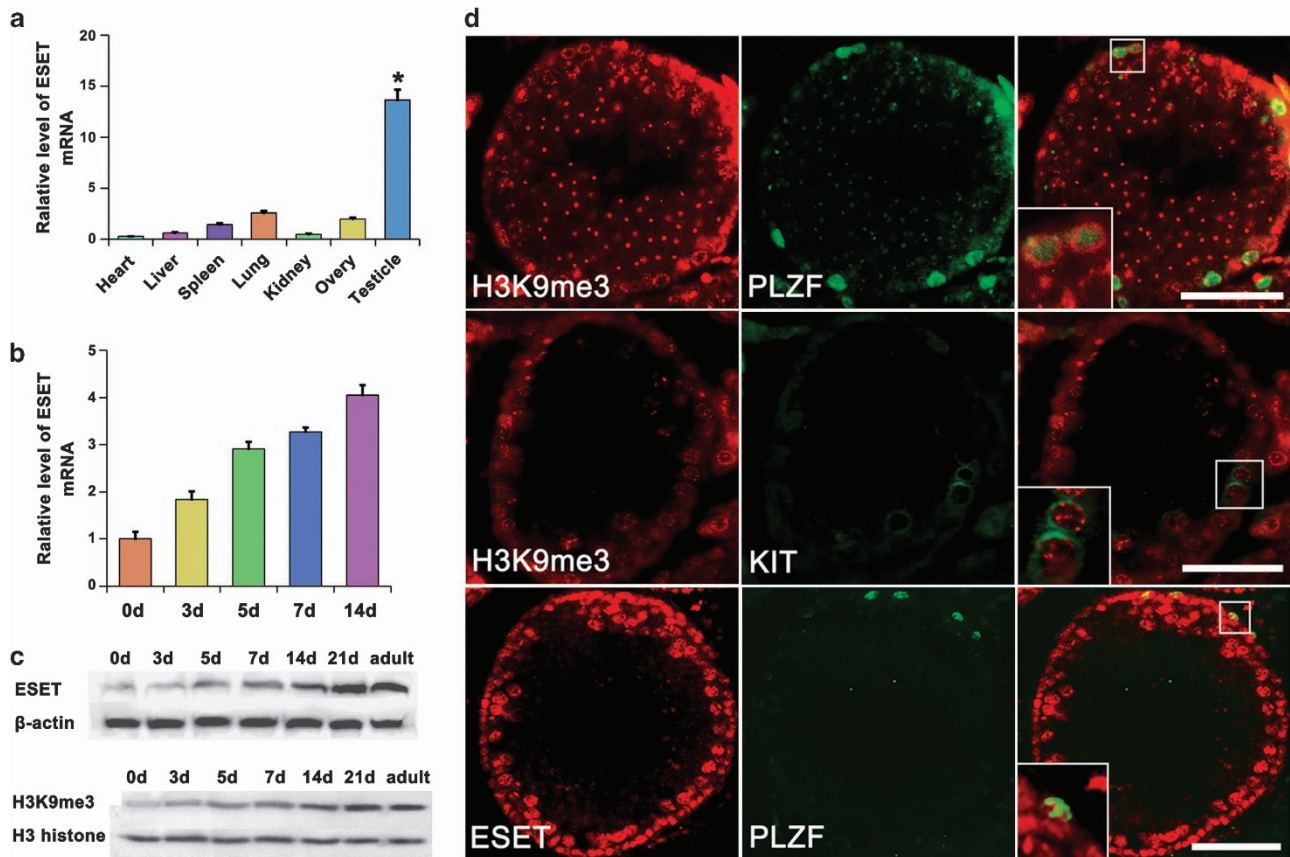 a
Ralative level of ESET
mRNA
20
15
10
5
0
*
Heart
Liver
Spleen
Lung
Kidney
Overy
Testicle
b
Ralative level of ESET
mRNA
5
4
3
2
1
0
0d 3d 5d 7d 14d
c
0d 3d 5d 7d 14d 21d adult
ESET
β-actin
0d 3d 5d 7d 14d 21d adult
H3K9me3
H3 histone
d
H3K9me3 PLZF
H3K9me3 KIT
ESET PLZF